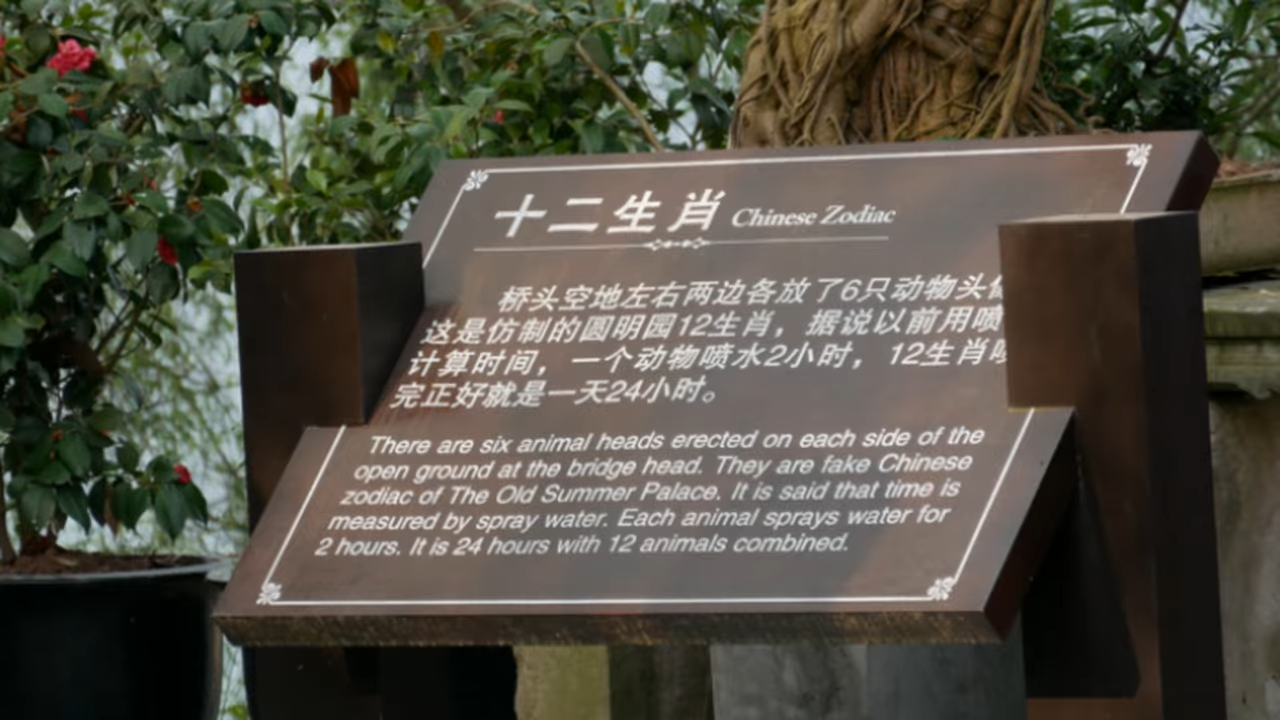 十二生肖 Chinese Zodiac
桥头空地左右两边各放了6只动物头
这是仿制的圆明园12生肖，据说以前用喷
计算时间，一个动物喷水2小时，12生肖
完正好就是一天24小时。
There are six animal heads erected on each side of the
open ground at the bridge head. They are fake Chinese
zodiac of The Old Summer Palace. It is said that time is
measured by spray water. Each animal sprays water for
2 hours. It is 24 hours with 12 animals combined.